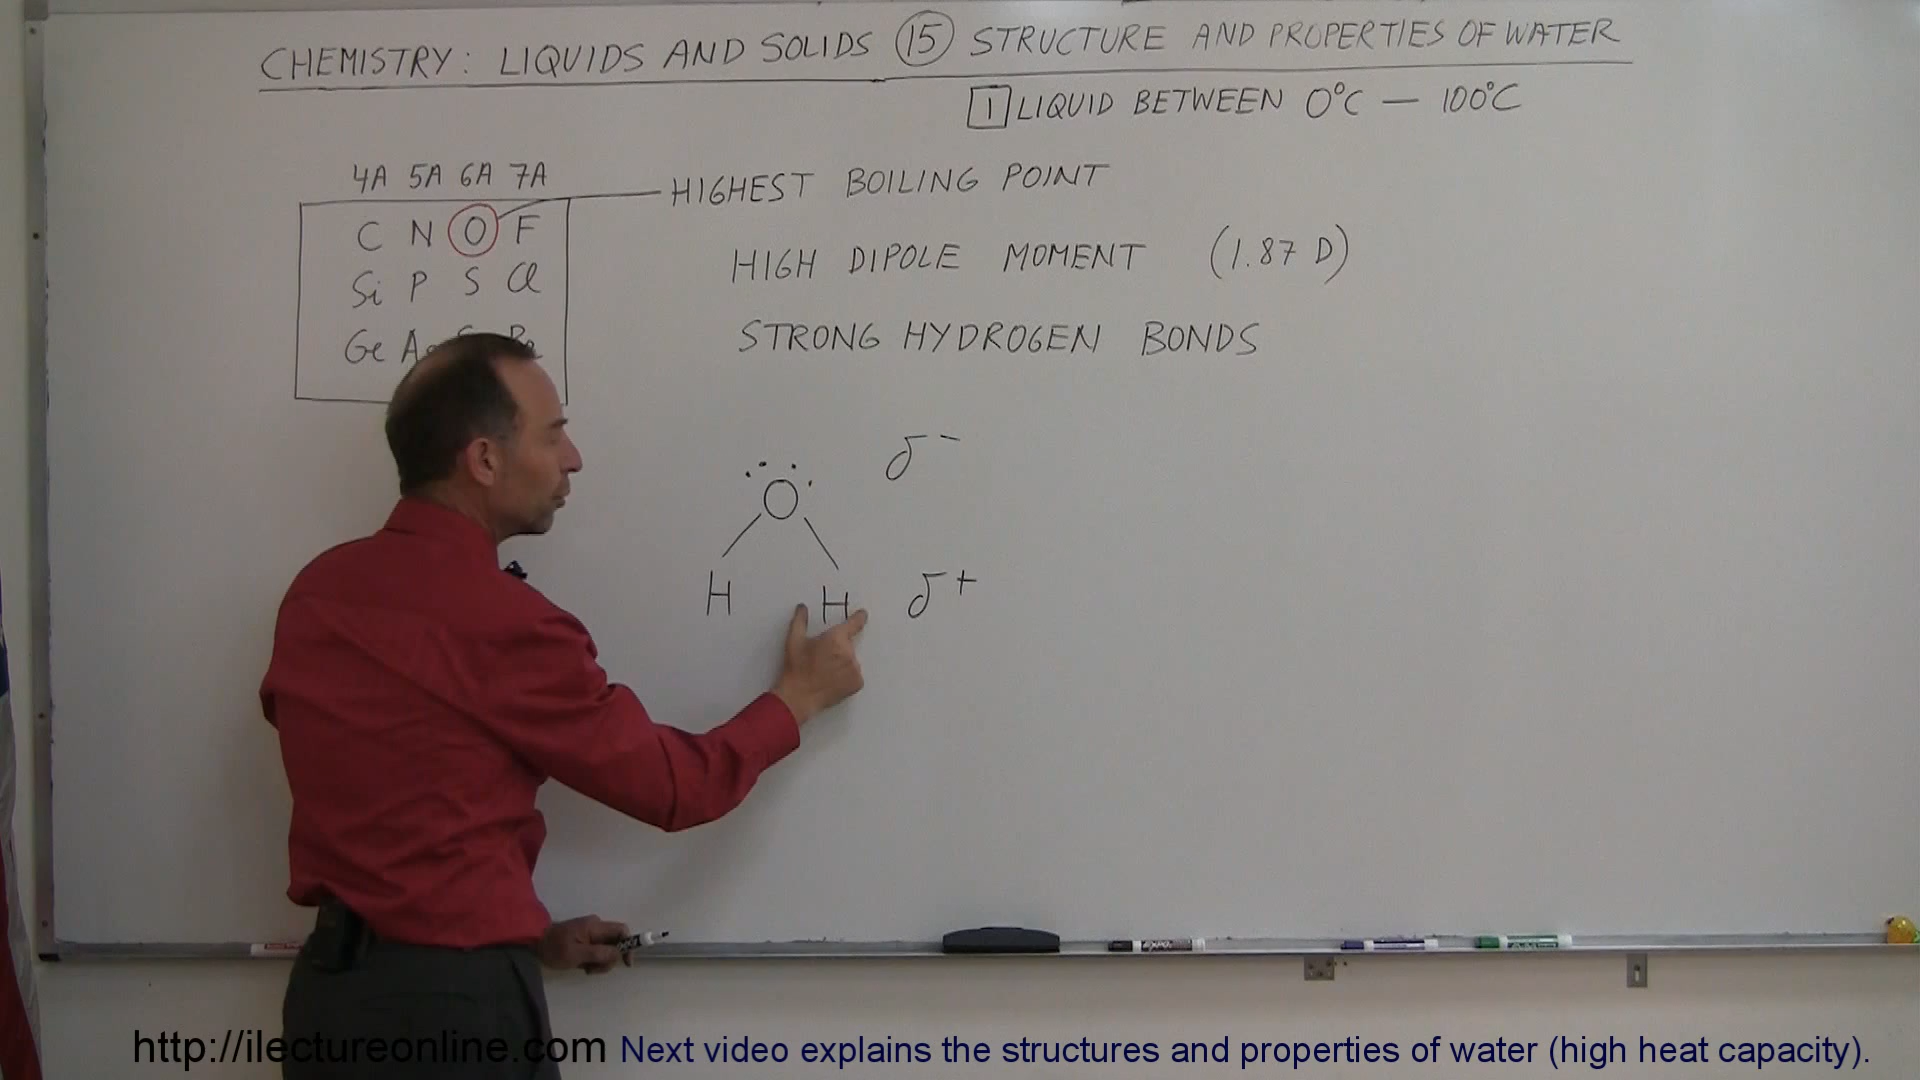 CHEMISTRY: LIQUIDS AND SOLIDS 15 STRUCTURE AND PROPERTIES OF WATER
1 LIQUID BETWEEN 0°C — 100°C
4A 5A 6A 7A
HIGHEST BOILING POINT
C N O F
HIGH DIPOLE MOMENT (1.87 D)
Si P S Cl
STRONG HYDROGEN BONDS
Ge
δ-
O
H H δ+
EXPO
http://ilectureonline.com Next video explains the structures and properties of water (high heat capacity).